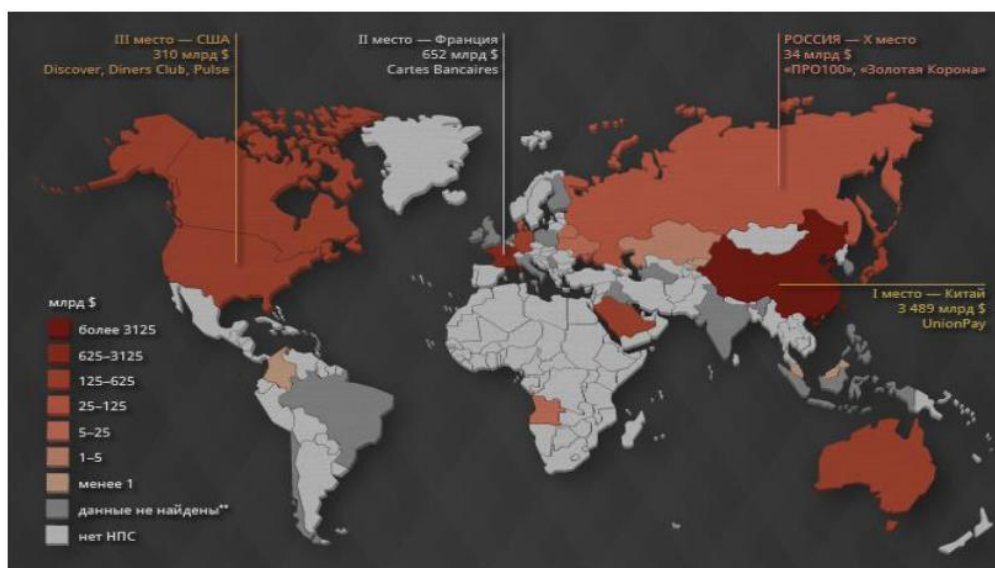 III место — США
310 млрд $
Discover, Diners Club, Pulse
II место — Франция
652 млрд $
Cartes Bancaires
РОССИЯ — X место
34 млрд $
«ПРО100», «Золотая Корона»
I место — Китай
3 489 млрд $
UnionPay
млрд $
более 3125
625–3125
125–625
25–125
5–25
1–5
менее 1
данные не найдены**
нет НПС